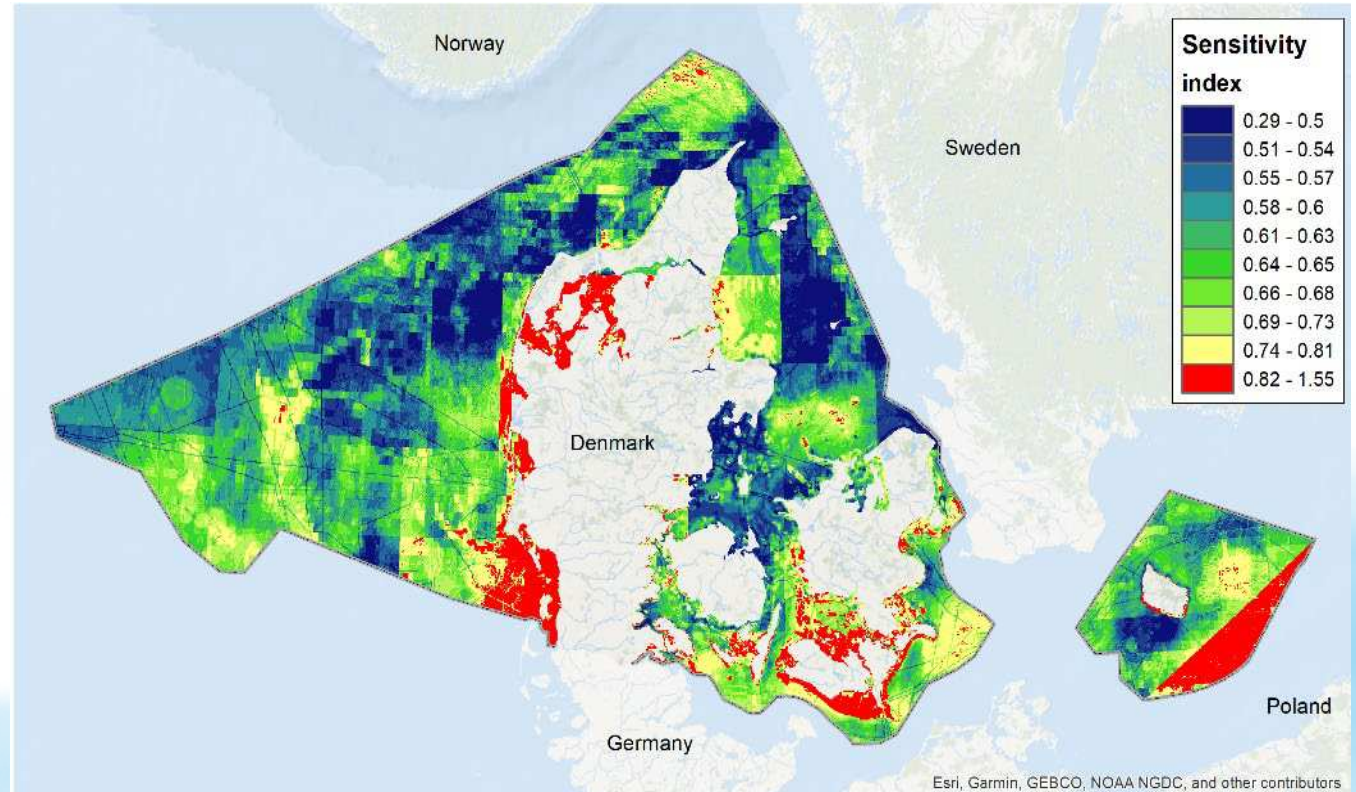 Norway
Sweden
Denmark
Germany
Poland
Sensitivity
index
0.29 - 0.5
0.51 - 0.54
0.55 - 0.57
0.58 - 0.6
0.61 - 0.63
0.64 - 0.65
0.66 - 0.68
0.69 - 0.73
0.74 - 0.81
0.82 - 1.55
Esri, Garmin, GEBCO, NOAA NGDC, and other contributors